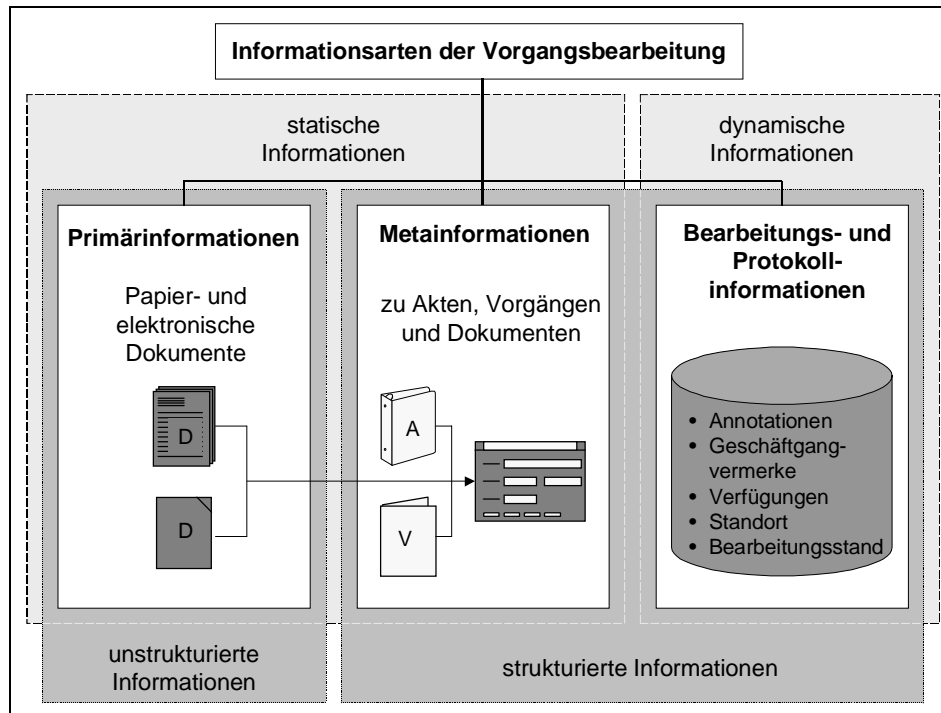 Informationsarten der Vorgangsbearbeitung
statische
Informationen
dynamische
Informationen
Primärinformationen
Papier- und
elektronische
Dokumente
D
D
Metainformationen
zu Akten, Vorgängen
und Dokumenten
A
V
Bearbeitungs- und
Protokoll-
informationen
• Annotationen
• Geschäftgang-
vermerke
• Verfügungen
• Standort
• Bearbeitungsstand
unstrukturierte
Informationen
strukturierte Informationen